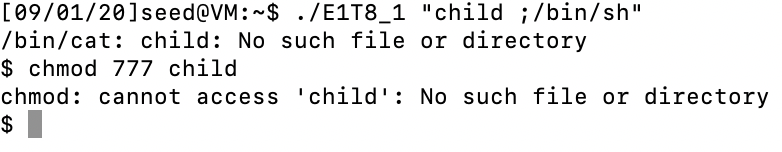 [09/01/20]seed@VM:~$ ./E1T8_1 "child ;/bin/sh"
/bin/cat: child: No such file or directory
$ chmod 777 child
chmod: cannot access 'child': No such file or directory
$